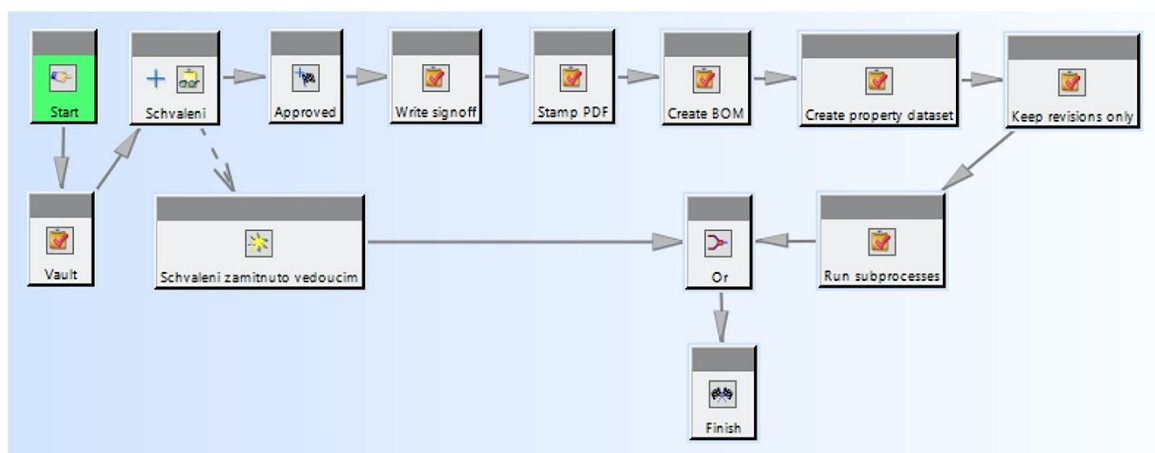 Start
Schvaleni
Approved
Write signoff
Stamp PDF
Create BOM
Create property dataset
Keep revisions only
Vault
Schvaleni zamitnuto vedoucim
Or
Run subprocesses
Finish